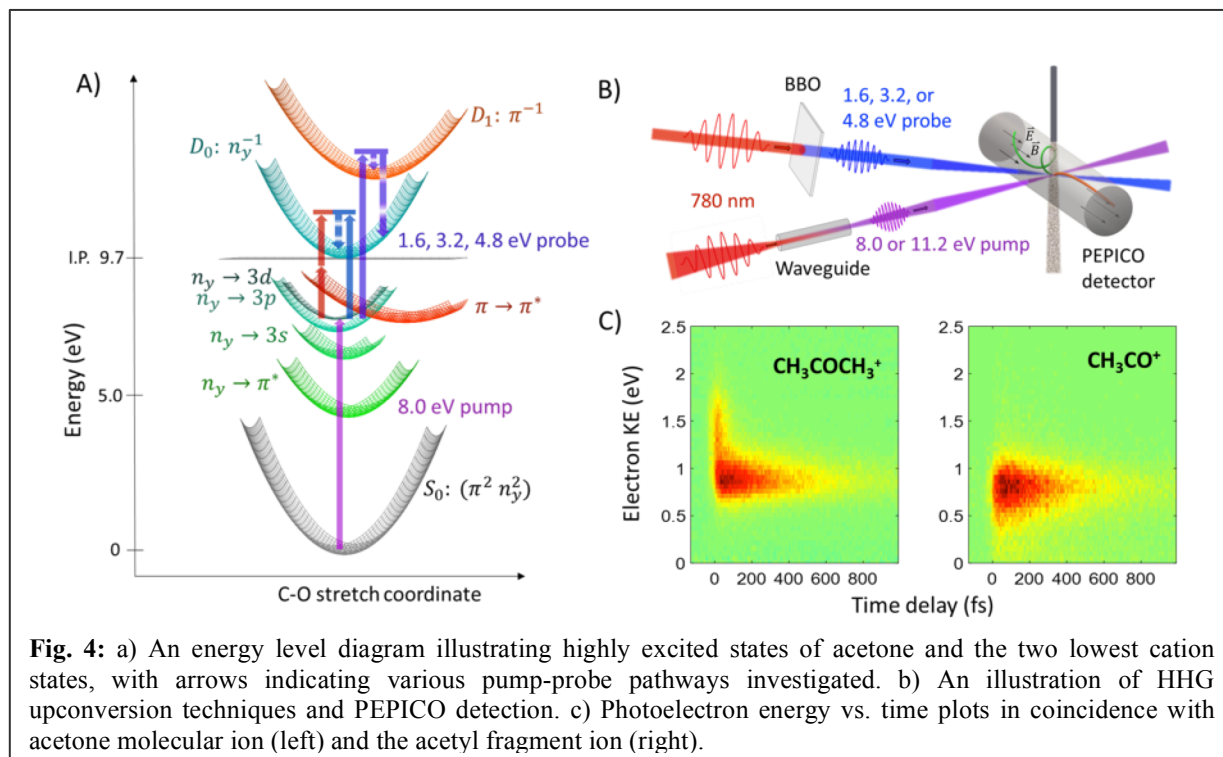 A)
D₁: π⁻¹
D₀: n_y⁻¹
1.6, 3.2, 4.8 eV probe
I.P. 9.7
n_y → 3d
n_y → 3p
π → π*
n_y → 3s
n_y → π*
5.0
8.0 eV pump
S₀: (π² n_y²)
0
Energy (eV)
C-O stretch coordinate
B)
BBO
1.6, 3.2, or
4.8 eV probe
E⃗
B⃗
780 nm
8.0 or 11.2 eV pump
Waveguide
PEPICO
detector
C)
2.5
2
1.5
1
0.5
0
CH₃COCH₃⁺
0 200 400 600 800
2.5
2
1.5
1
0.5
0
CH₃CO⁺
0 200 400 600 800
Electron KE (eV)
Time delay (fs)
Fig. 4: a) An energy level diagram illustrating highly excited states of acetone and the two lowest cation
states, with arrows indicating various pump-probe pathways investigated. b) An illustration of HHG
upconversion techniques and PEPICO detection. c) Photoelectron energy vs. time plots in coincidence with
acetone molecular ion (left) and the acetyl fragment ion (right).